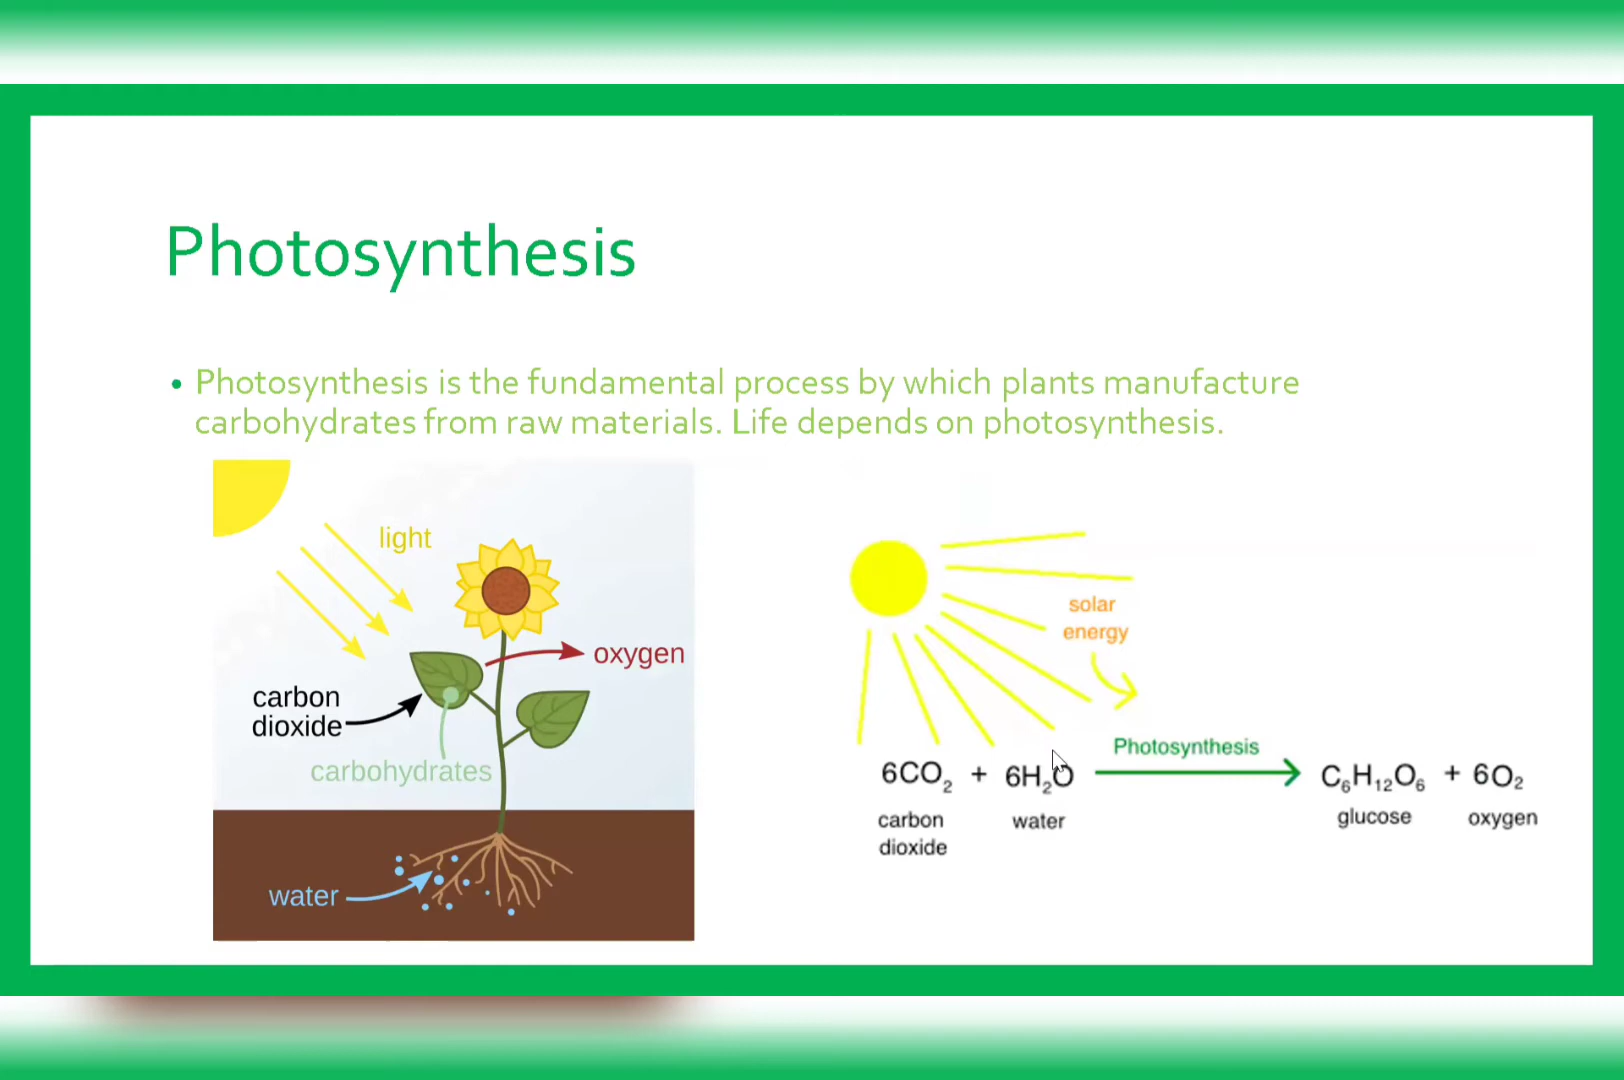 Photosynthesis
• Photosynthesis is the fundamental process by which plants manufacture
carbohydrates from raw materials. Life depends on photosynthesis.
light
oxygen
carbon
dioxide
carbohydrates
water
solar
energy
Photosynthesis
6CO₂ + 6H₂O → C₆H₁₂O₆ + 6O₂
carbon
dioxide
water
glucose
oxygen